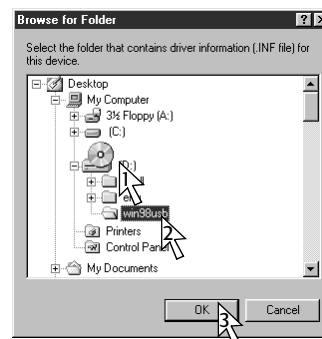 Browse for Folder
Select the folder that contains driver information (.INF file) for
this device.
Desktop
My Computer
3½ Floppy (A:)
(C:)
(D:)
1
win98usb
2
Printers
Control Panel
My Documents
OK
Cancel
3